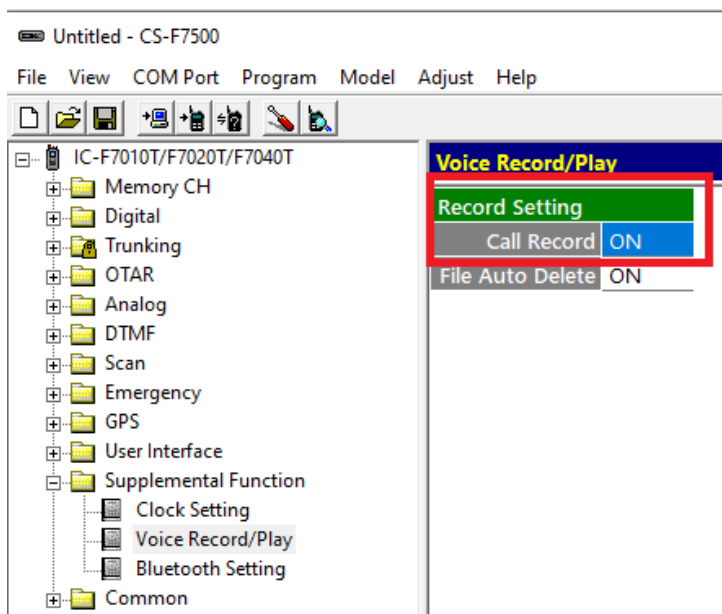 Untitled - CS-F7500
File View COM Port Program Model Adjust Help
IC-F7010T/F7020T/F7040T
Memory CH
Digital
Trunking
OTAR
Analog
DTMF
Scan
Emergency
GPS
User Interface
Supplemental Function
Clock Setting
Voice Record/Play
Bluetooth Setting
Common
Voice Record/Play
Record Setting
Call Record ON
File Auto Delete ON